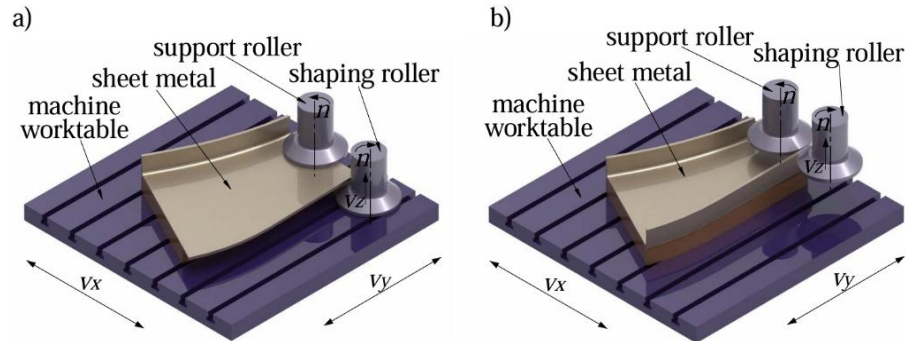 a)
support roller
shaping roller
sheet metal
machine
worktable
n
n
vz
vx
vy
b)
support roller
shaping roller
sheet metal
machine
worktable
n
n
vz
vx
vy